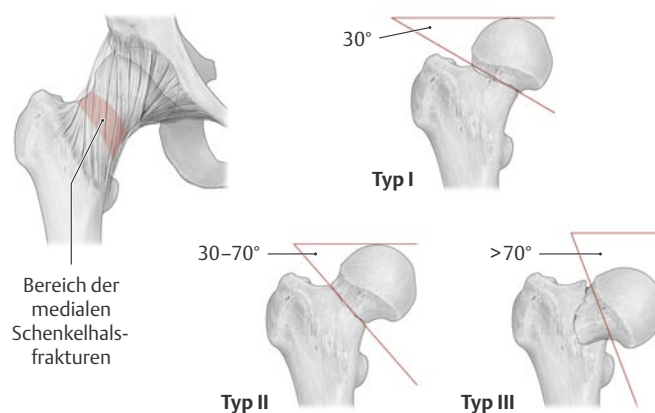 30°
Typ I
Bereich der
medialen
Schenkelhals-
frakturen
30–70°
Typ II
>70°
Typ III